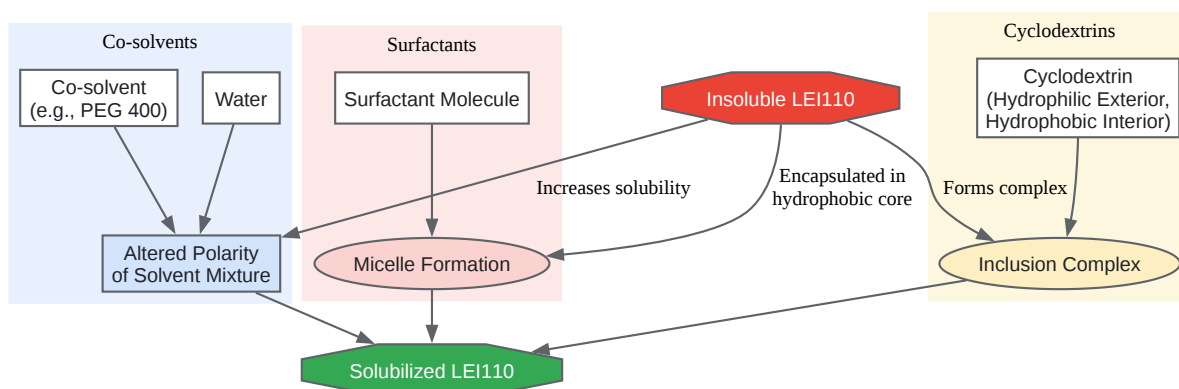 Co-solvents
Surfactants
Cyclodextrins
Co-solvent
(e.g., PEG 400)
Water
Surfactant Molecule
Insoluble LEI110
Cyclodextrin
(Hydrophilic Exterior,
Hydrophobic Interior)
Increases solubility
Encapsulated in
hydrophobic core
Forms complex
Altered Polarity
of Solvent Mixture
Micelle Formation
Inclusion Complex
Solubilized LEI110